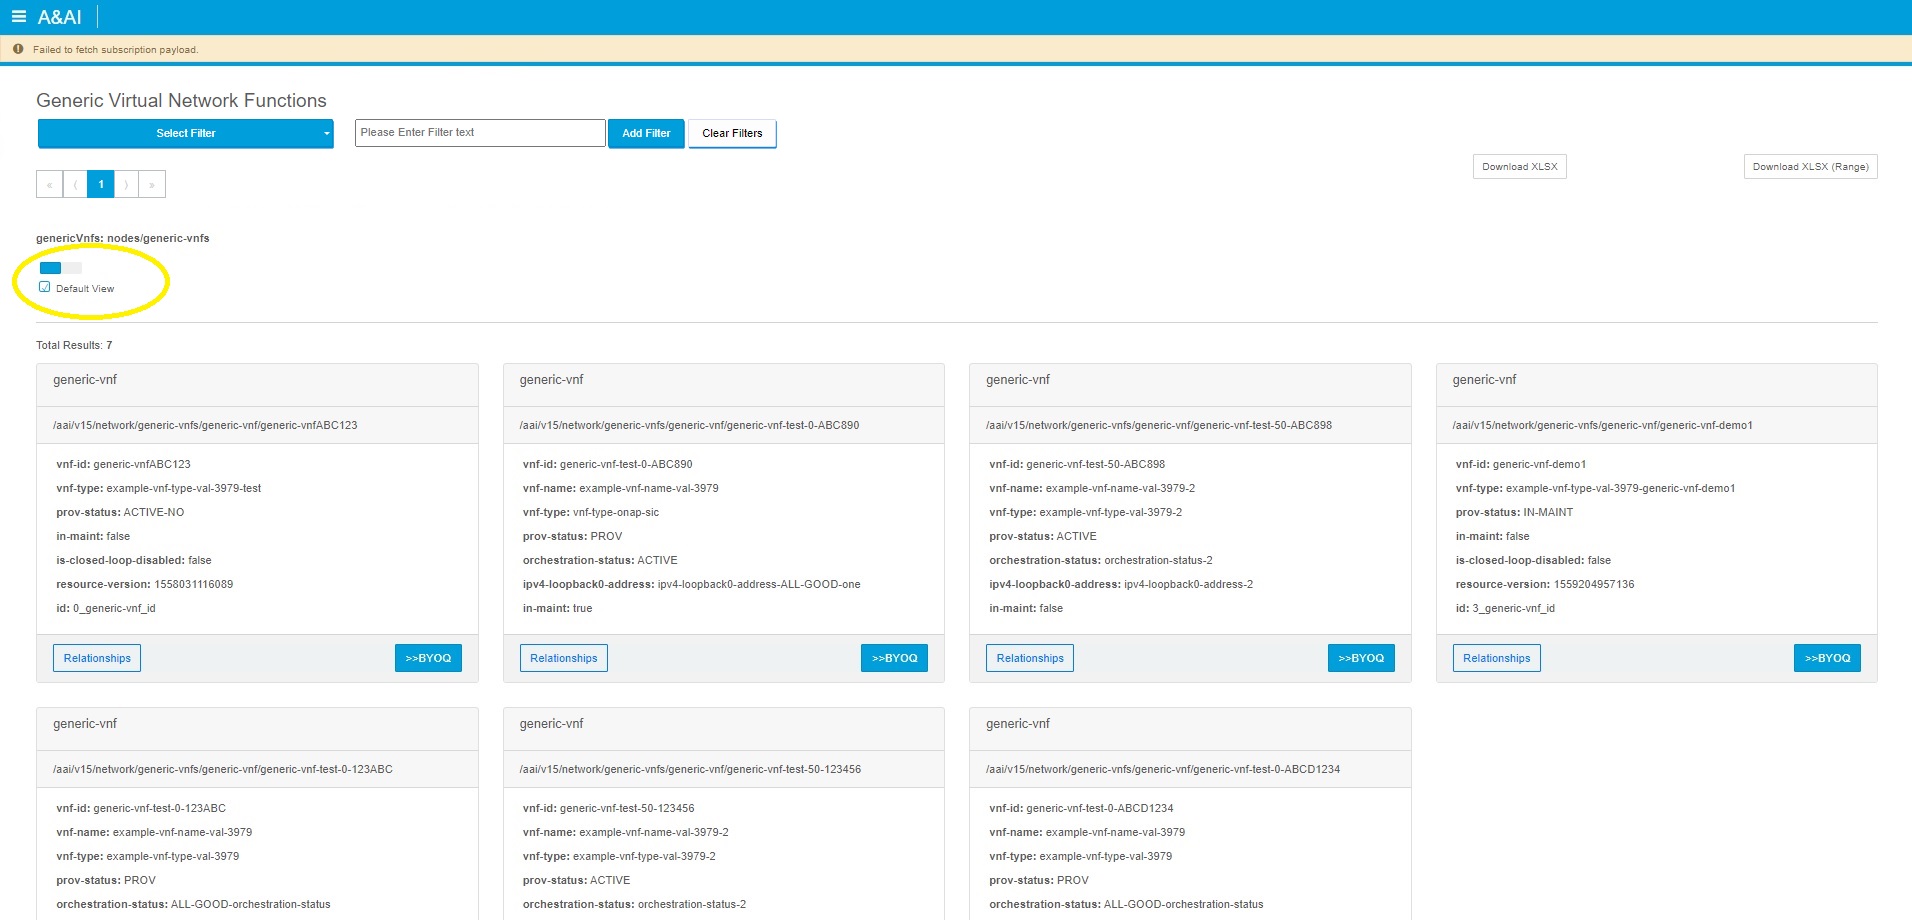 A&AI
Failed to fetch subscription payload.
Generic Virtual Network Functions
Select Filter
Please Enter Filter text
Add Filter
Clear Filters
Download XLSX
Download XLSX (Range)
« ⟨ 1 ⟩ »
genericVnfs: nodes/generic-vnfs
Default View
Total Results: 7
generic-vnf
/aai/v15/network/generic-vnfs/generic-vnf/generic-vnfABC123
vnf-id: generic-vnfABC123
vnf-type: example-vnf-type-val-3979-test
prov-status: ACTIVE-NO
in-maint: false
is-closed-loop-disabled: false
resource-version: 1558031116089
id: 0_generic-vnf_id
Relationships
>>BYOQ
generic-vnf
/aai/v15/network/generic-vnfs/generic-vnf/generic-vnf-test-0-ABC890
vnf-id: generic-vnf-test-0-ABC890
vnf-name: example-vnf-name-val-3979
vnf-type: vnf-type-onap-sic
prov-status: PROV
orchestration-status: ACTIVE
ipv4-loopback0-address: ipv4-loopback0-address-ALL-GOOD-one
in-maint: true
Relationships
>>BYOQ
generic-vnf
/aai/v15/network/generic-vnfs/generic-vnf/generic-vnf-test-50-ABC898
vnf-id: generic-vnf-test-50-ABC898
vnf-name: example-vnf-name-val-3979-2
vnf-type: example-vnf-type-val-3979-2
prov-status: ACTIVE
orchestration-status: orchestration-status-2
ipv4-loopback0-address: ipv4-loopback0-address-2
in-maint: false
Relationships
>>BYOQ
generic-vnf
/aai/v15/network/generic-vnfs/generic-vnf/generic-vnf-demo1
vnf-id: generic-vnf-demo1
vnf-type: example-vnf-type-val-3979-generic-vnf-demo1
prov-status: IN-MAINT
in-maint: false
is-closed-loop-disabled: false
resource-version: 1559204957136
id: 3_generic-vnf_id
Relationships
>>BYOQ
generic-vnf
/aai/v15/network/generic-vnfs/generic-vnf/generic-vnf-test-0-123ABC
vnf-id: generic-vnf-test-0-123ABC
vnf-name: example-vnf-name-val-3979
vnf-type: example-vnf-type-val-3979
prov-status: PROV
orchestration-status: ALL-GOOD-orchestration-status
generic-vnf
/aai/v15/network/generic-vnfs/generic-vnf/generic-vnf-test-50-123456
vnf-id: generic-vnf-test-50-123456
vnf-name: example-vnf-name-val-3979-2
vnf-type: example-vnf-type-val-3979-2
prov-status: ACTIVE
orchestration-status: orchestration-status-2
generic-vnf
/aai/v15/network/generic-vnfs/generic-vnf/generic-vnf-test-0-ABCD1234
vnf-id: generic-vnf-test-0-ABCD1234
vnf-name: example-vnf-name-val-3979
vnf-type: example-vnf-type-val-3979
prov-status: PROV
orchestration-status: ALL-GOOD-orchestration-status